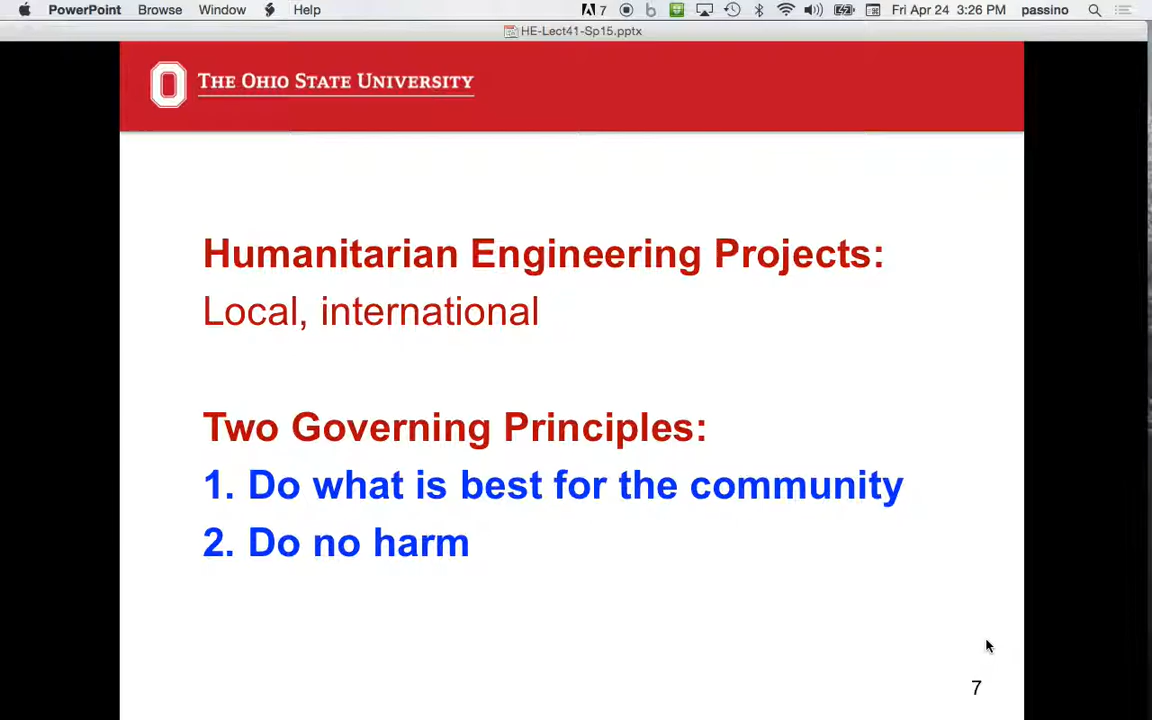 PowerPoint Browse Window Help 7 Fri Apr 24 3:26 PM passino
HE-Lect41-Sp15.pptx
THE OHIO STATE UNIVERSITY
Humanitarian Engineering Projects:
Local, international
Two Governing Principles:
1. Do what is best for the community
2. Do no harm
7